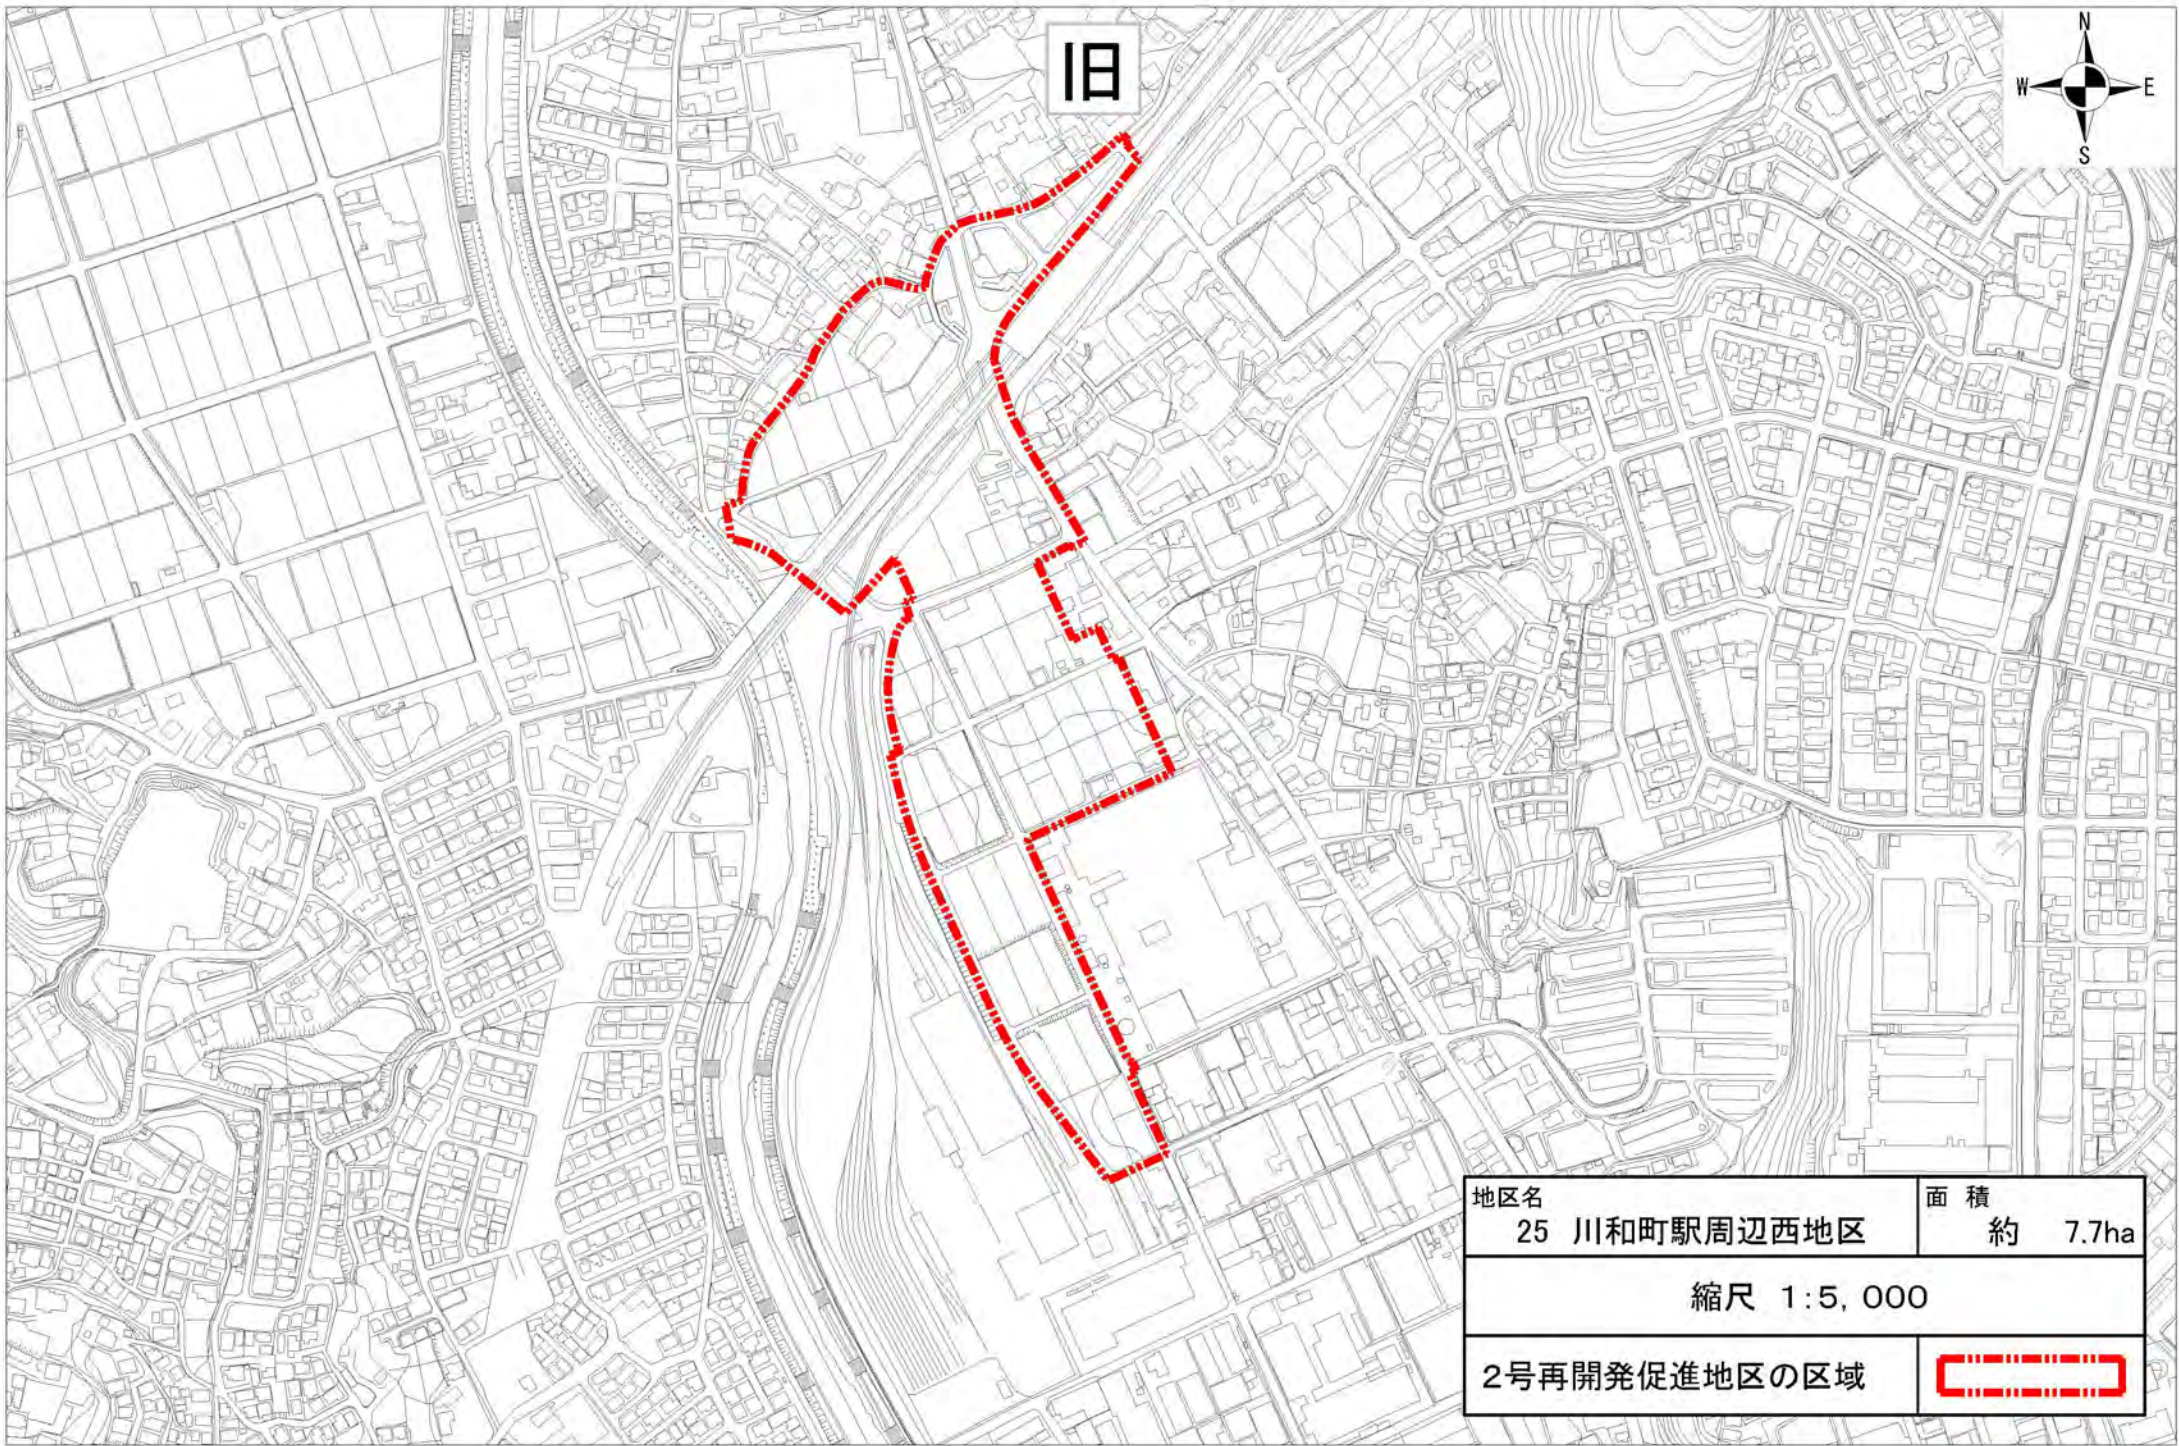 旧
N
W E
S
地区名
25 川和町駅周辺西地区
面 積
約 7.7ha
縮尺 1:5,000
2号再開発促進地区の区域